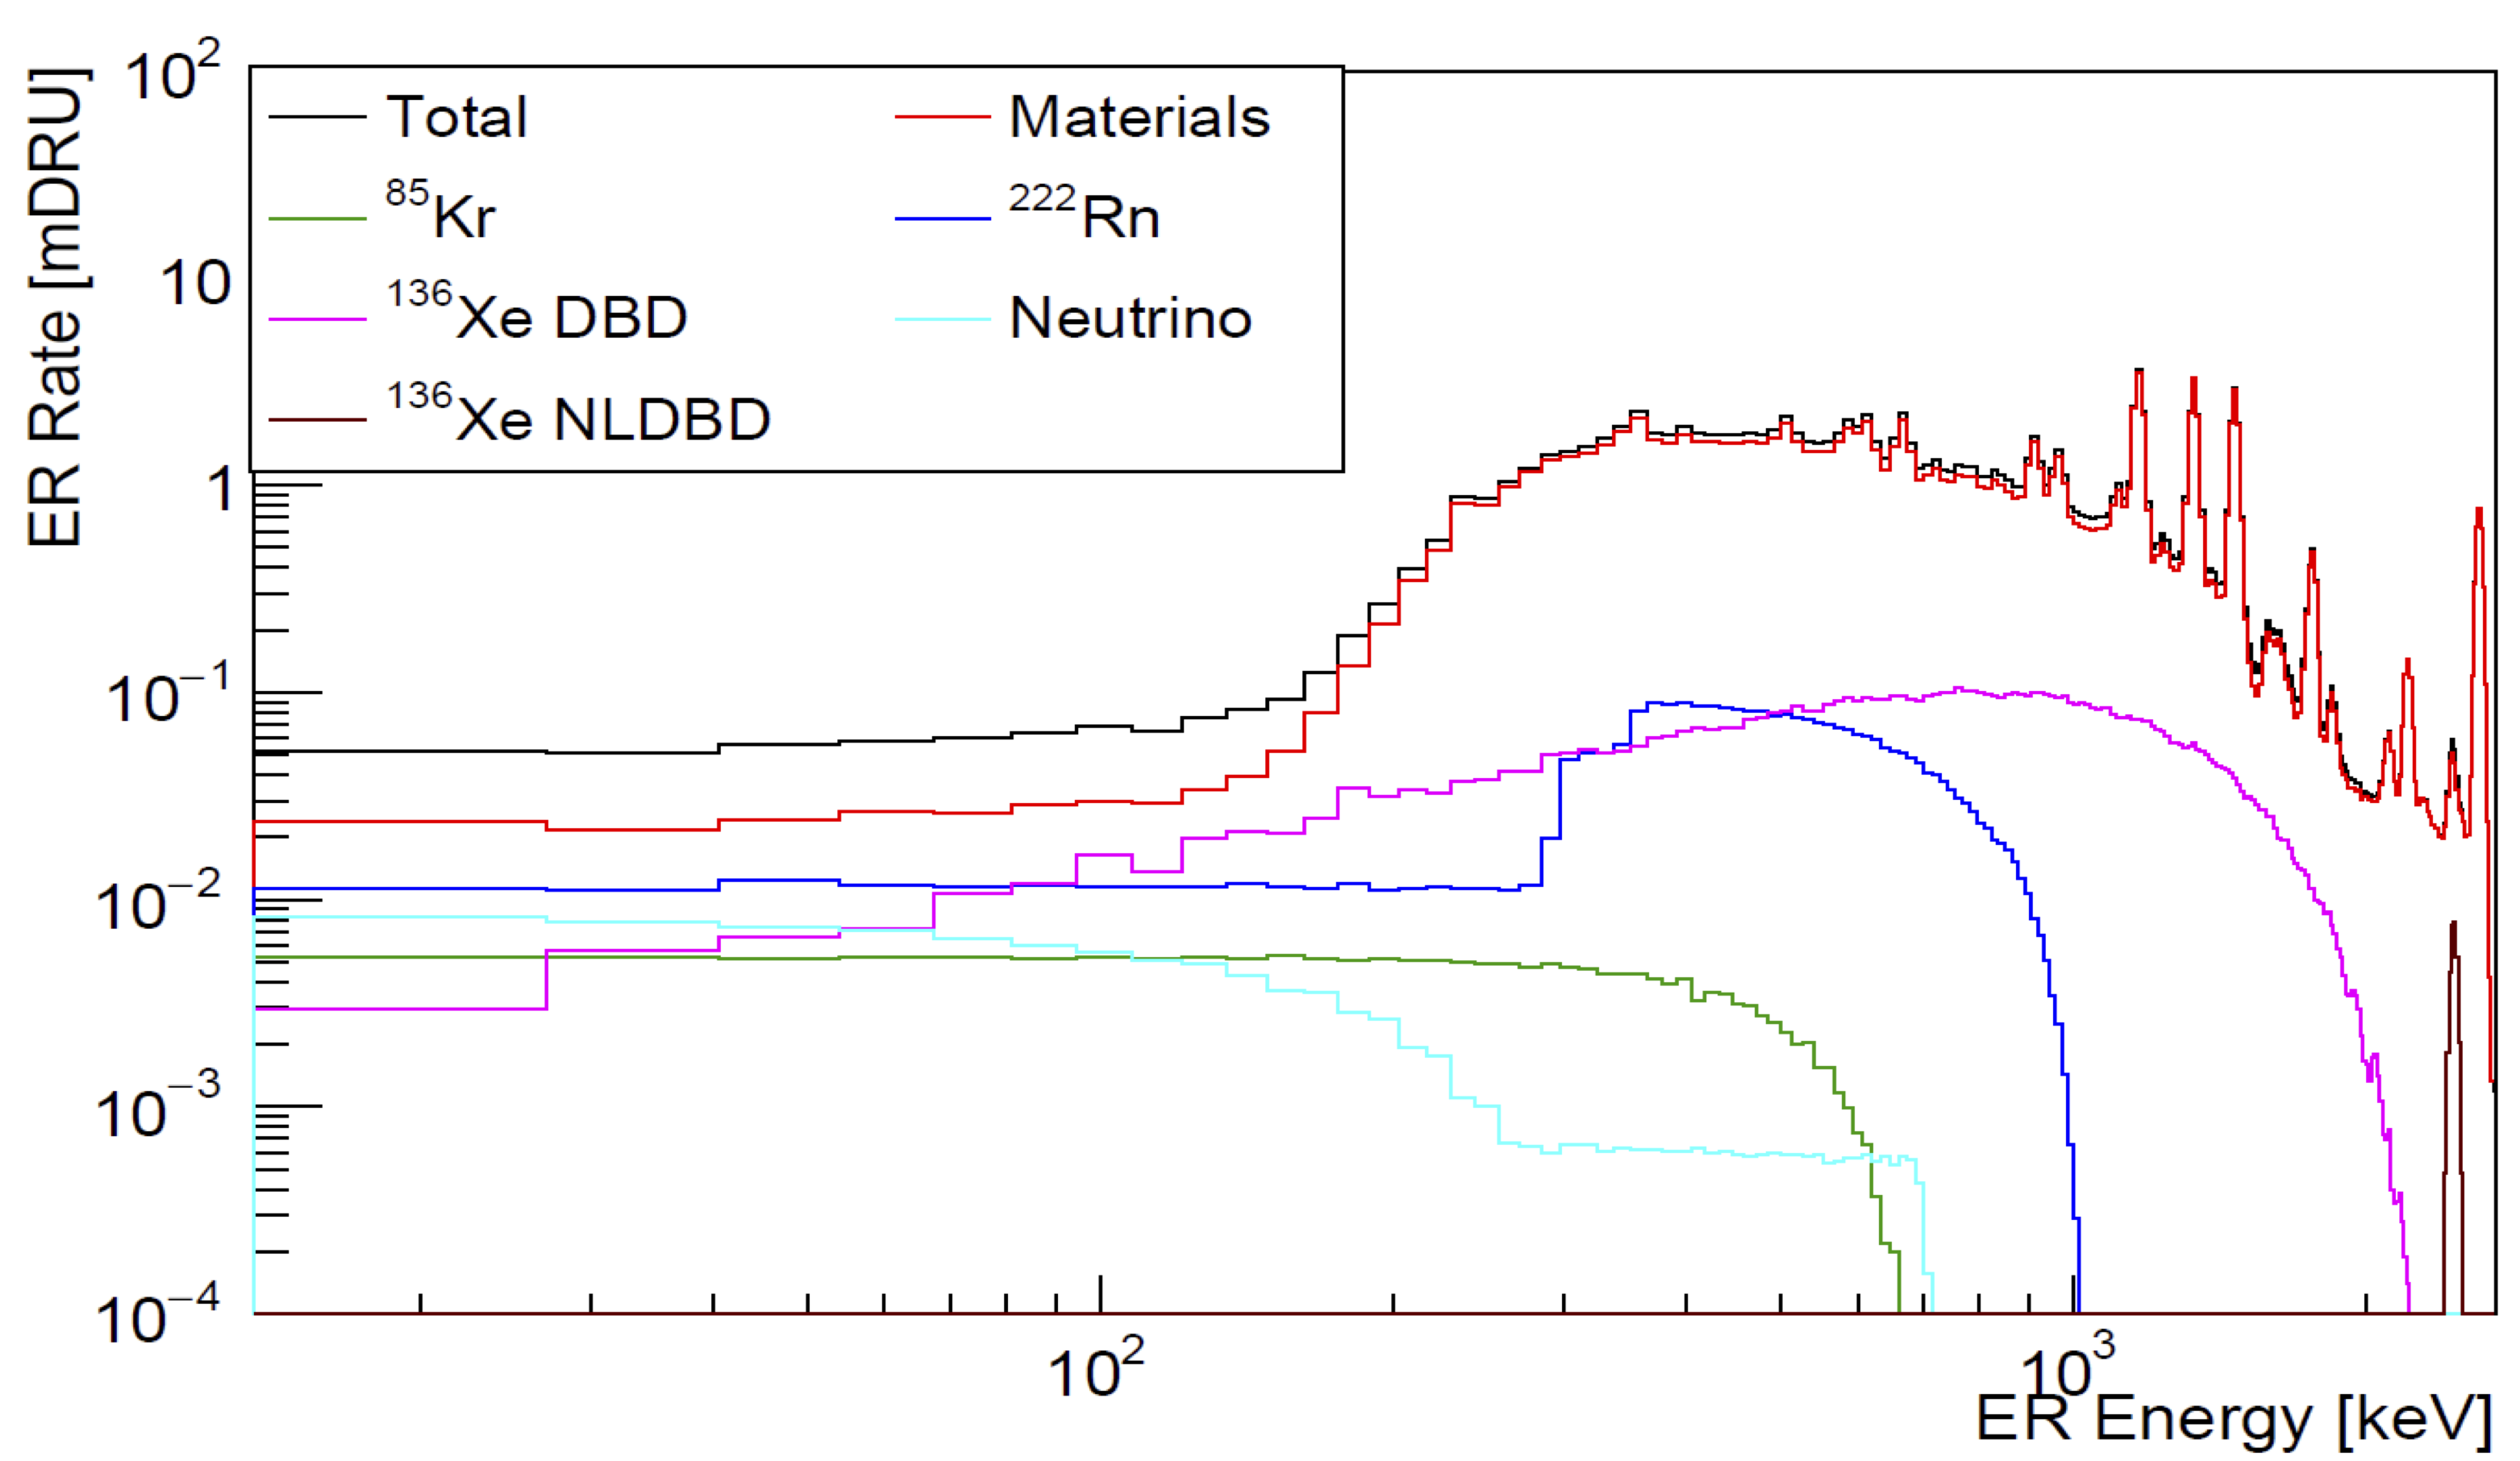 ER Rate [mDRU]
10²
10
1
10⁻¹
10⁻²
10⁻³
10⁻⁴
Total
Materials
⁸⁵Kr
²²²Rn
¹³⁶Xe DBD
Neutrino
¹³⁶Xe NLDBD
10²
10³
ER Energy [keV]